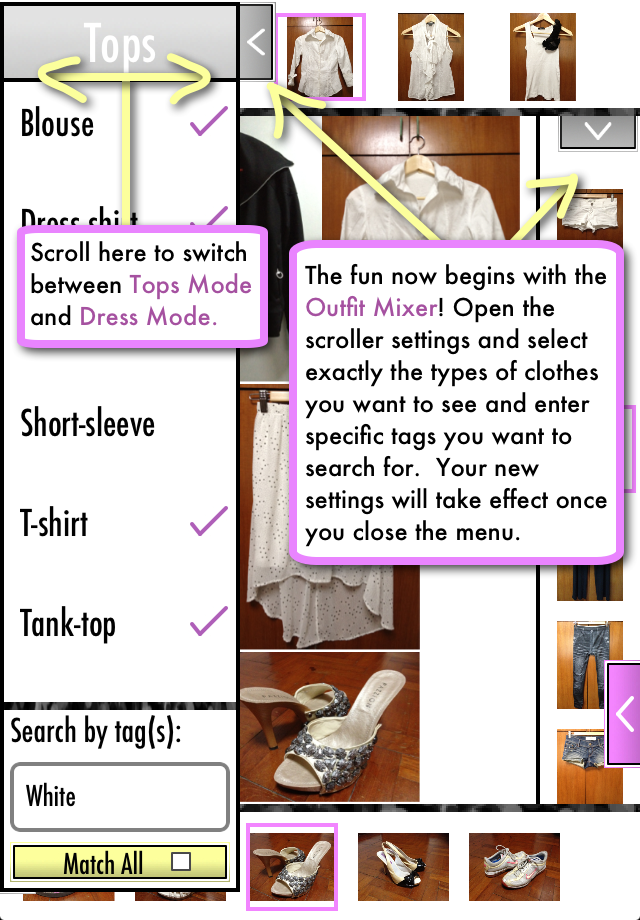 Tops
Blouse
Dress-shirt
Scroll here to switch
between Tops Mode
and Dress Mode.
The fun now begins with the
Outfit Mixer! Open the
scroller settings and select
exactly the types of clothes
you want to see and enter
specific tags you want to
search for.  Your new
settings will take effect once
you close the menu.
Short-sleeve
T-shirt
Tank-top
Search by tag(s):
White
Match All